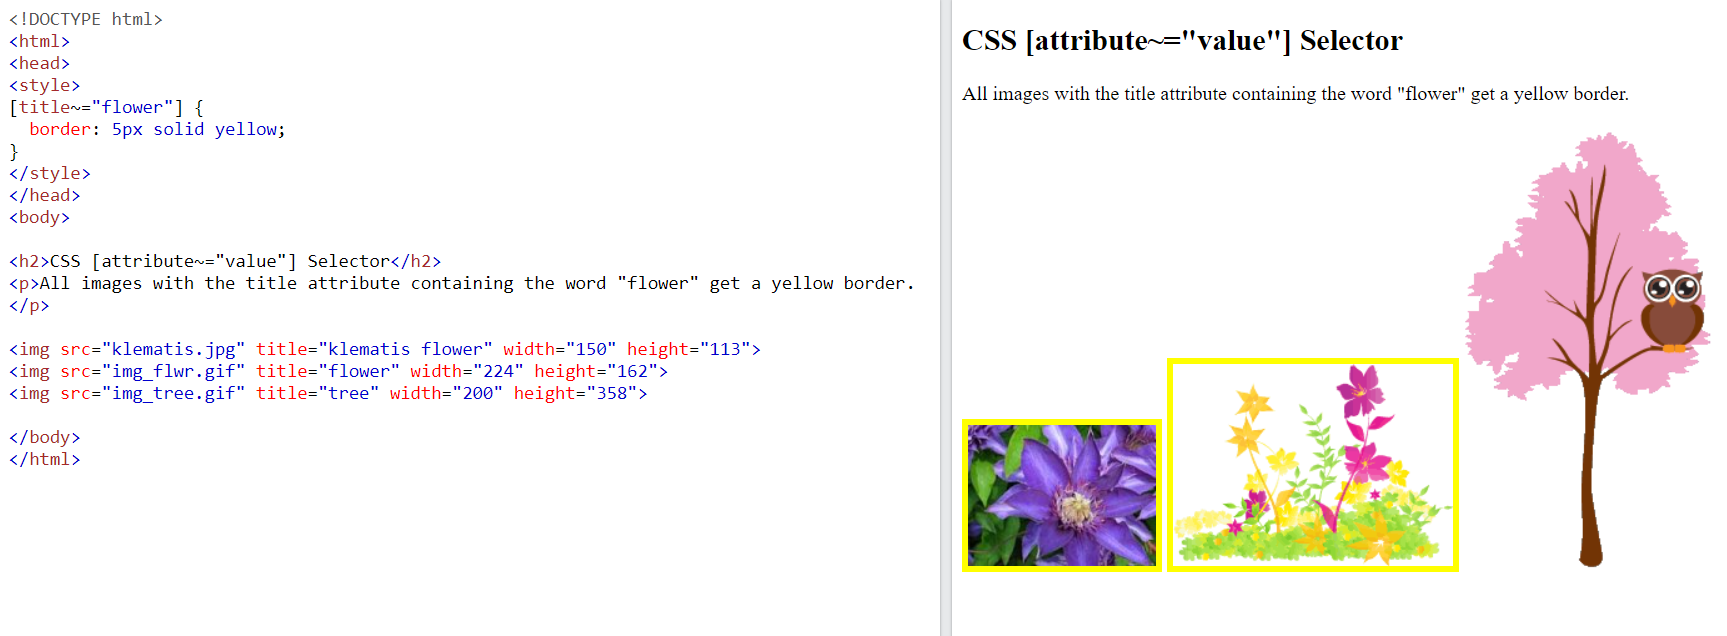 <!DOCTYPE html>
<html>
<head>
<style>
[title~="flower"] {
  border: 5px solid yellow;
}
</style>
</head>
<body>
<h2>CSS [attribute~="value"] Selector</h2>
<p>All images with the title attribute containing the word "flower" get a yellow border.
</p>
<img src="klematis.jpg" title="klematis flower" width="150" height="113">
<img src="img_flwr.gif" title="flower" width="224" height="162">
<img src="img_tree.gif" title="tree" width="200" height="358">
</body>
</html>
CSS [attribute~="value"] Selector
All images with the title attribute containing the word "flower" get a yellow border.